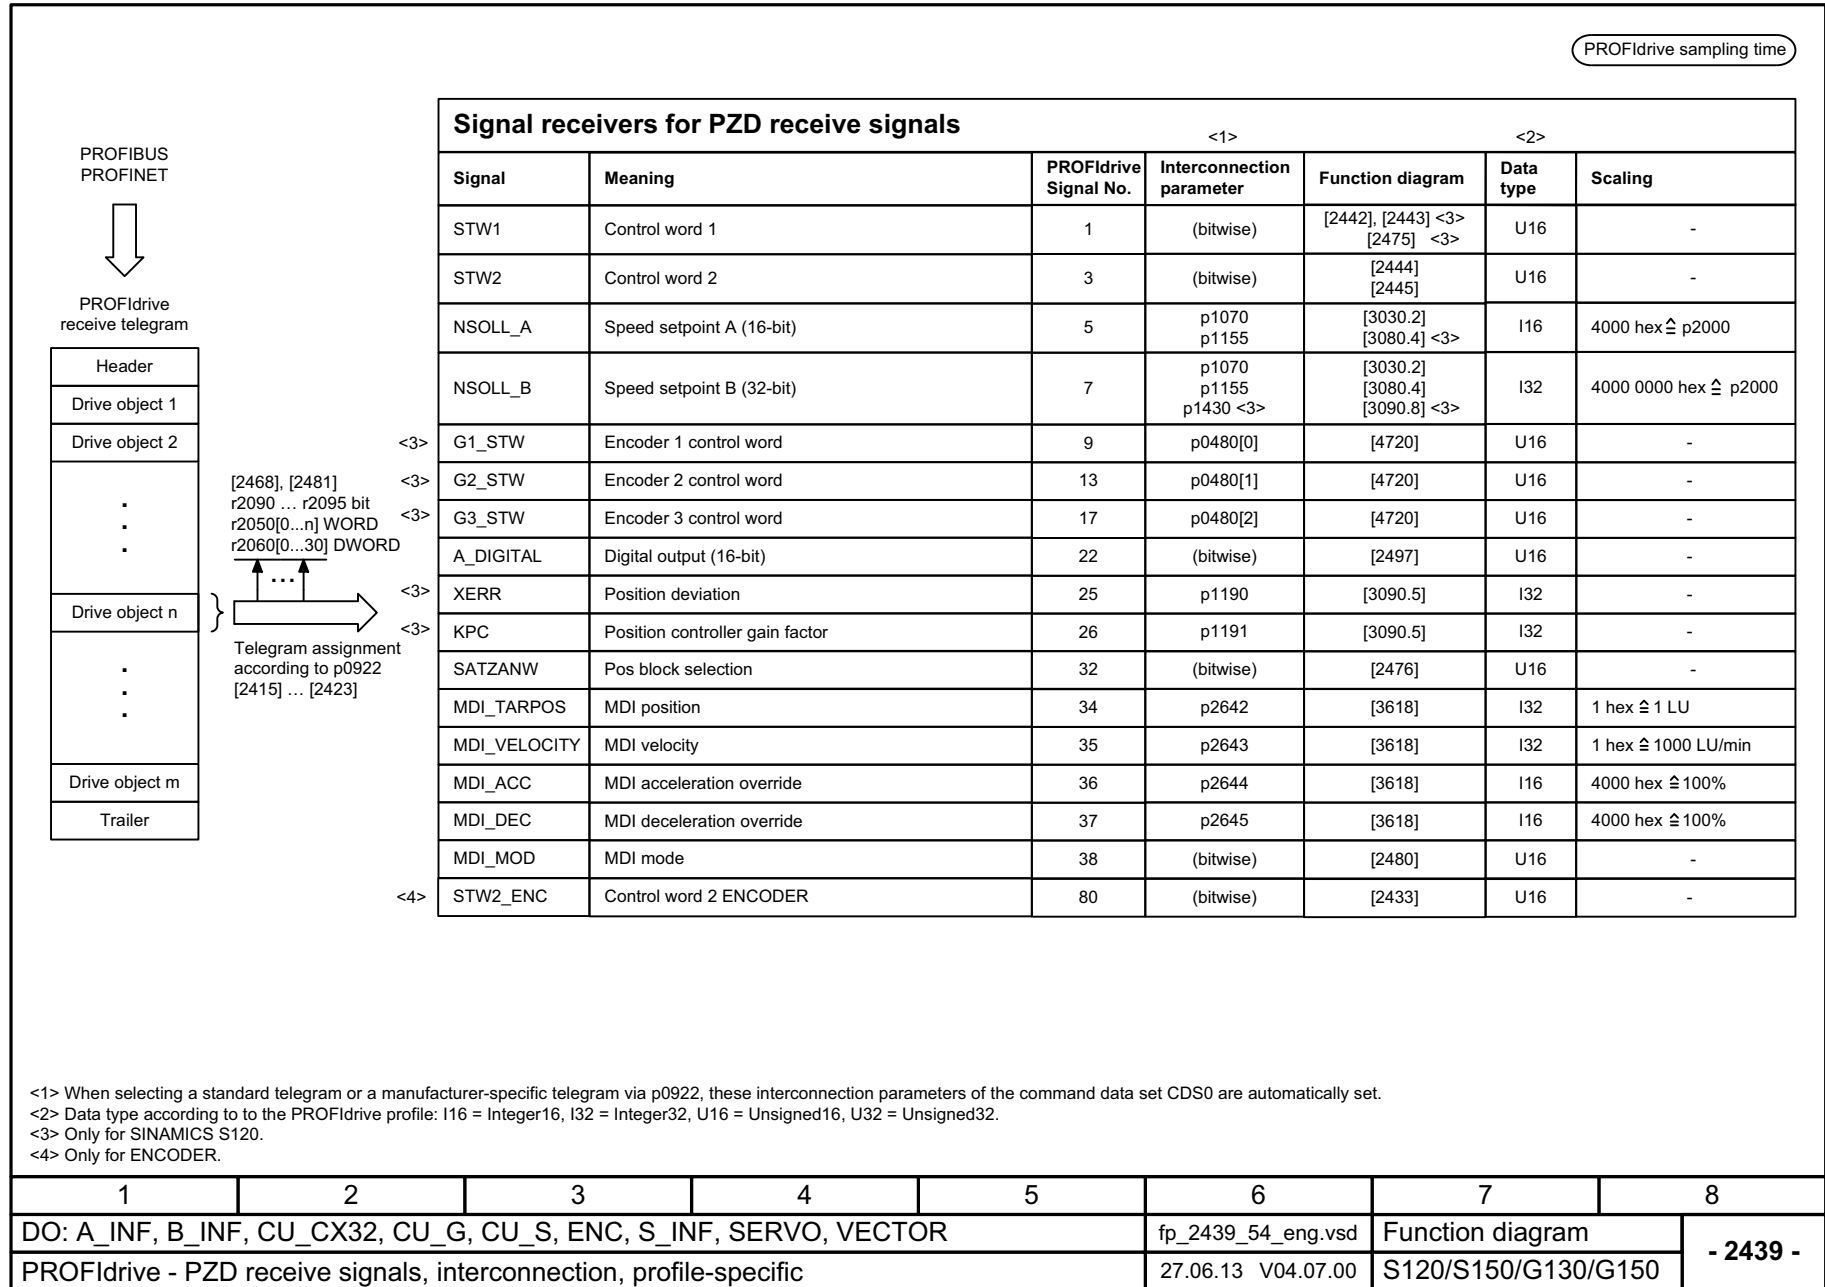 PROFIdrive sampling time
PROFIBUS
PROFINET
PROFIdrive
receive telegram
Header
Drive object 1
Drive object 2
.
.
.
Drive object n
.
.
.
Drive object m
Trailer
[2468], [2481]
r2090 … r2095 bit
r2050[0...n] WORD
r2060[0...30] DWORD
...
}
Telegram assignment
according to p0922
[2415] … [2423]
Signal receivers for PZD receive signals <1> <2>
Signal Meaning PROFIdrive Signal No. Interconnection parameter Function diagram Data type Scaling
STW1 Control word 1 1 (bitwise) [2442], [2443] <3> [2475] <3> U16 -
STW2 Control word 2 3 (bitwise) [2444] [2445] U16 -
NSOLL_A Speed setpoint A (16-bit) 5 p1070 p1155 [3030.2] [3080.4] <3> I16 4000 hex ≙ p2000
NSOLL_B Speed setpoint B (32-bit) 7 p1070 p1155 p1430 <3> [3030.2] [3080.4] [3090.8] <3> I32 4000 0000 hex ≙ p2000
<3> G1_STW Encoder 1 control word 9 p0480[0] [4720] U16 -
<3> G2_STW Encoder 2 control word 13 p0480[1] [4720] U16 -
<3> G3_STW Encoder 3 control word 17 p0480[2] [4720] U16 -
A_DIGITAL Digital output (16-bit) 22 (bitwise) [2497] U16 -
<3> XERR Position deviation 25 p1190 [3090.5] I32 -
<3> KPC Position controller gain factor 26 p1191 [3090.5] I32 -
SATZANW Pos block selection 32 (bitwise) [2476] U16 -
MDI_TARPOS MDI position 34 p2642 [3618] I32 1 hex ≙ 1 LU
MDI_VELOCITY MDI velocity 35 p2643 [3618] I32 1 hex ≙ 1000 LU/min
MDI_ACC MDI acceleration override 36 p2644 [3618] I16 4000 hex ≙ 100%
MDI_DEC MDI deceleration override 37 p2645 [3618] I16 4000 hex ≙ 100%
MDI_MOD MDI mode 38 (bitwise) [2480] U16 -
<4> STW2_ENC Control word 2 ENCODER 80 (bitwise) [2433] U16 -
<1> When selecting a standard telegram or a manufacturer-specific telegram via p0922, these interconnection parameters of the command data set CDS0 are automatically set.
<2> Data type according to to the PROFIdrive profile: I16 = Integer16, I32 = Integer32, U16 = Unsigned16, U32 = Unsigned32.
<3> Only for SINAMICS S120.
<4> Only for ENCODER.
1 2 3 4 5 6 7 8
DO: A_INF, B_INF, CU_CX32, CU_G, CU_S, ENC, S_INF, SERVO, VECTOR fp_2439_54_eng.vsd Function diagram - 2439 -
PROFIdrive - PZD receive signals, interconnection, profile-specific 27.06.13 V04.07.00 S120/S150/G130/G150